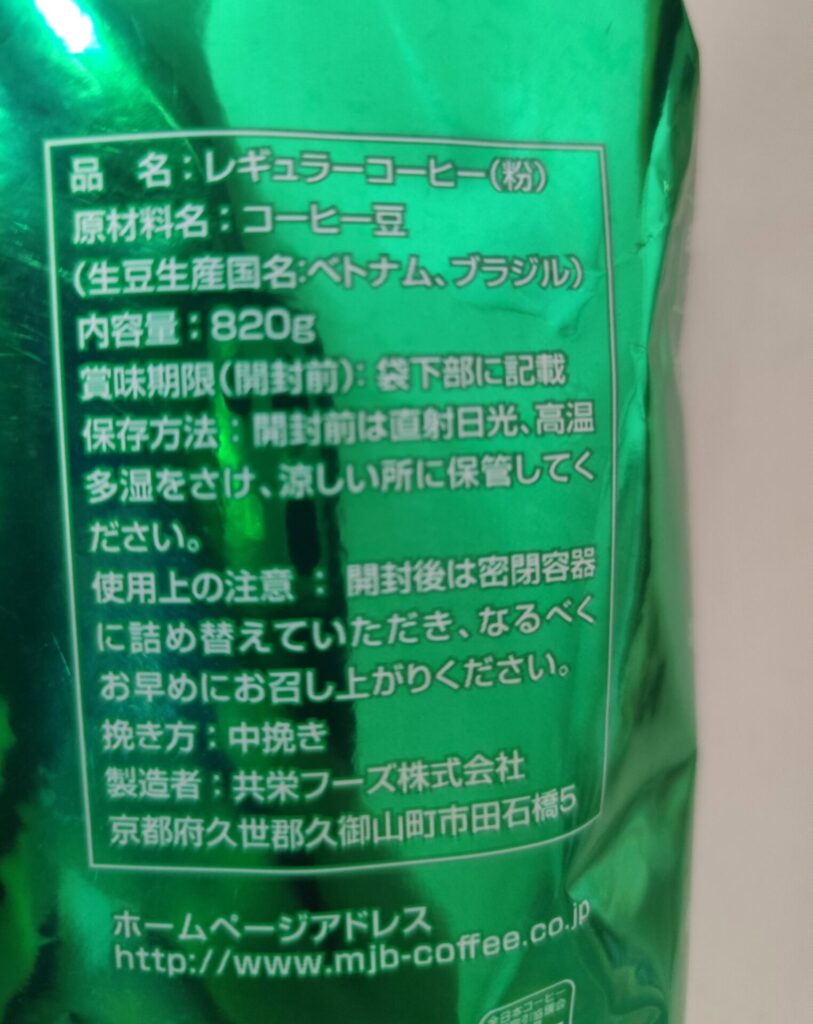 品 名：レギュラーコーヒー(粉)
原材料名：コーヒー豆
(生豆生産国名:ベトナム、ブラジル)
内容量：820g
賞味期限(開封前)：袋下部に記載
保存方法：開封前は直射日光、高温
多湿をさけ、涼しい所に保管してく
ださい。
使用上の注意 ： 開封後は密閉容器
に詰め替えていただき、なるべく
お早めにお召し上がりください。
挽き方：中挽き
製造者：共栄フーズ株式会社
京都府久世郡久御山町市田石橋5
ホームページアドレス
http://www.mjb-coffee.co.jp
全日本コーヒー